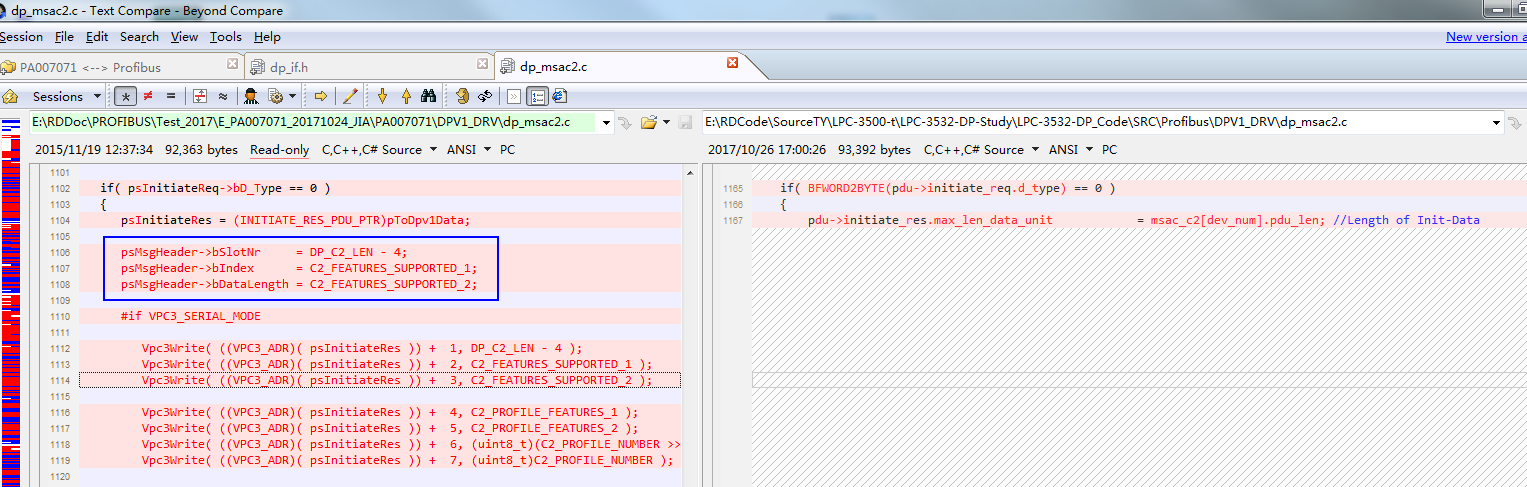 dp_msac2.c - Text Compare - Beyond Compare
Session File Edit Search View Tools Help New version a
PA007071 <--> Profibus dp_if.h dp_msac2.c
Sessions
E:\RDDoc\PROFIBUS\Test_2017\E_PA007071_20171024_JIA\PA007071\DPV1_DRV\dp_msac2.c
2015/11/19 12:37:34 92,363 bytes Read-only C,C++,C# Source ANSI PC
1101
1102 if( psInitiateReq->bD_Type == 0 )
1103 {
1104 psInitiateRes = (INITIATE_RES_PDU_PTR)pToDpv1Data;
1105
1106 psMsgHeader->bSlotNr = DP_C2_LEN - 4;
1107 psMsgHeader->bIndex = C2_FEATURES_SUPPORTED_1;
1108 psMsgHeader->bDataLength = C2_FEATURES_SUPPORTED_2;
1109
1110 #if VPC3_SERIAL_MODE
1111
1112 Vpc3Write( ((VPC3_ADR)( psInitiateRes )) + 1, DP_C2_LEN - 4 );
1113 Vpc3Write( ((VPC3_ADR)( psInitiateRes )) + 2, C2_FEATURES_SUPPORTED_1 );
1114 Vpc3Write( ((VPC3_ADR)( psInitiateRes )) + 3, C2_FEATURES_SUPPORTED_2 );
1115
1116 Vpc3Write( ((VPC3_ADR)( psInitiateRes )) + 4, C2_PROFILE_FEATURES_1 );
1117 Vpc3Write( ((VPC3_ADR)( psInitiateRes )) + 5, C2_PROFILE_FEATURES_2 );
1118 Vpc3Write( ((VPC3_ADR)( psInitiateRes )) + 6, (uint8_t)(C2_PROFILE_NUMBER >>
1119 Vpc3Write( ((VPC3_ADR)( psInitiateRes )) + 7, (uint8_t)C2_PROFILE_NUMBER );
1120
E:\RDCode\SourceTY\LPC-3500-t\LPC-3532-DP-Study\LPC-3532-DP_Code\SRC\Profibus\DPV1_DRV\dp_msac2.c
2017/10/26 17:00:26 93,392 bytes C,C++,C# Source ANSI PC
1165 if( BFWORD2BYTE(pdu->initiate_req.d_type) == 0 )
1166 {
1167 pdu->initiate_res.max_len_data_unit = msac_c2[dev_num].pdu_len; //Length of Init-Data